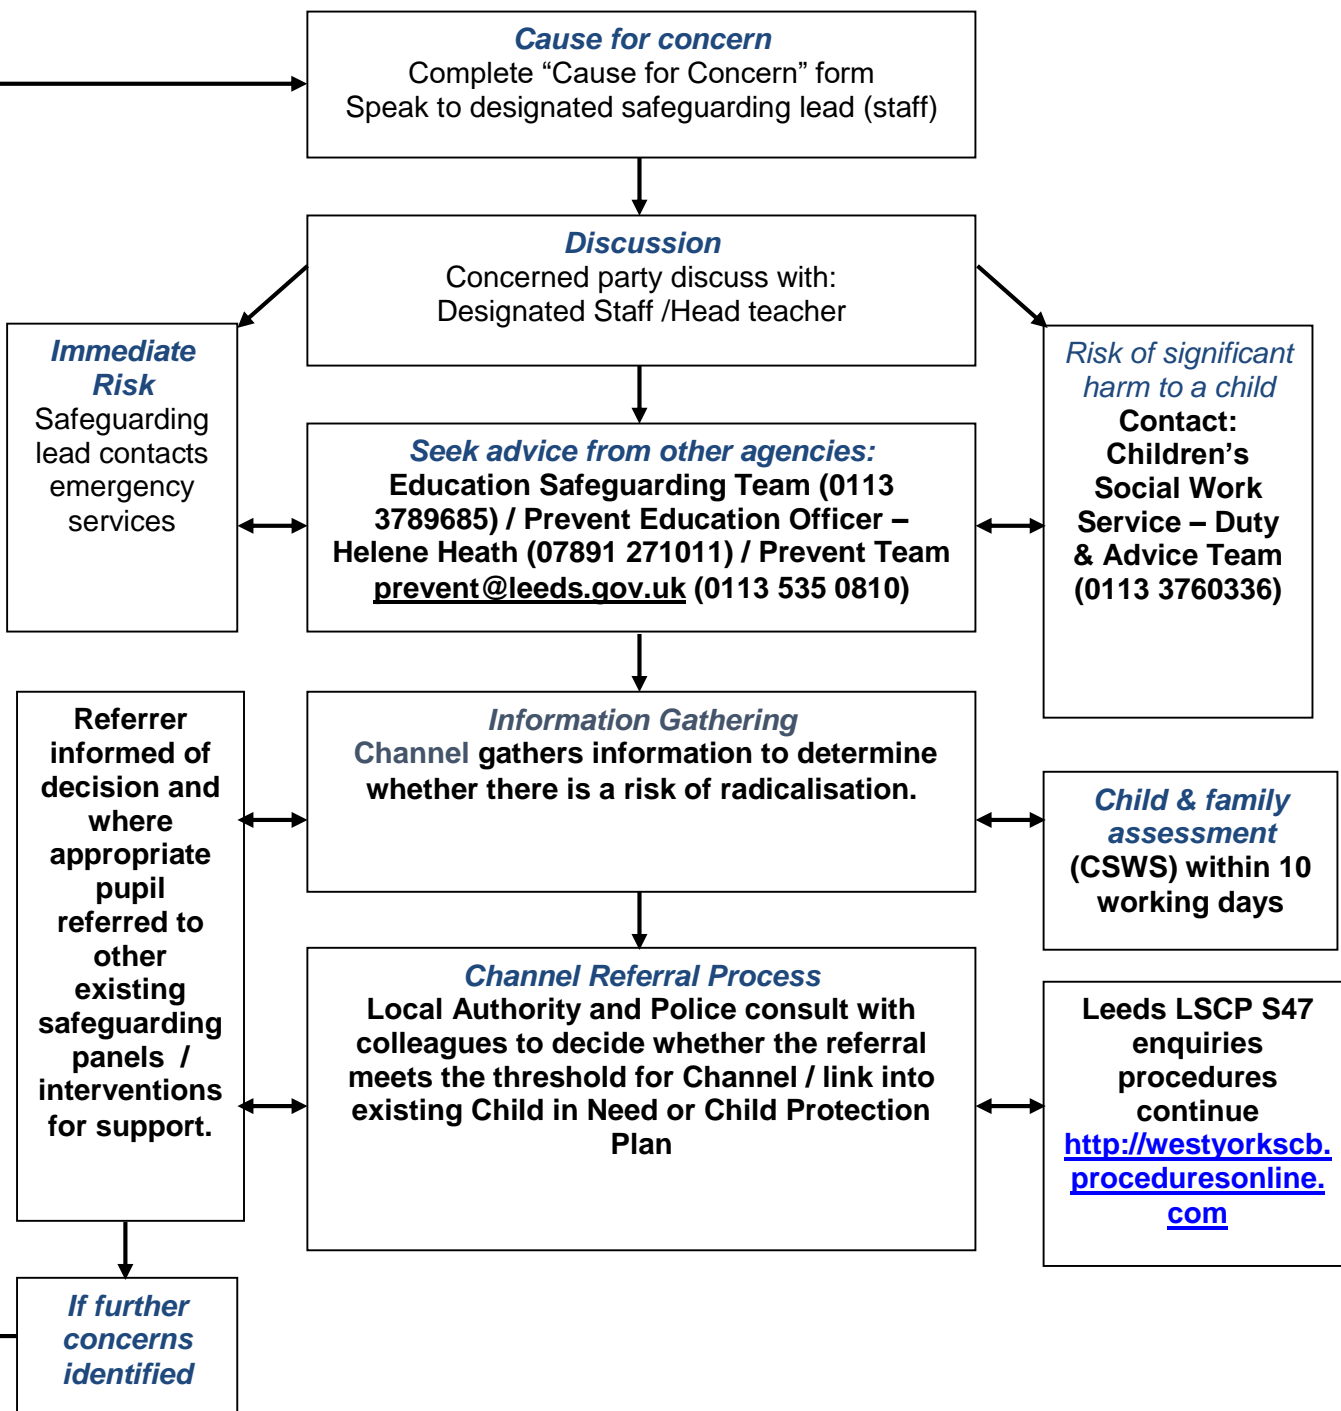 Cause for concern
Complete “Cause for Concern” form
Speak to designated safeguarding lead (staff)
Discussion
Concerned party discuss with:
Designated Staff /Head teacher
Immediate
Risk
Safeguarding
lead contacts
emergency
services
Seek advice from other agencies:
Education Safeguarding Team (0113
3789685) / Prevent Education Officer –
Helene Heath (07891 271011) / Prevent Team
prevent@leeds.gov.uk (0113 535 0810)
Risk of significant
harm to a child
Contact:
Children’s
Social Work
Service – Duty
& Advice Team
(0113 3760336)
Referrer
informed of
decision and
where
appropriate
pupil
referred to
other
existing
safeguarding
panels /
interventions
for support.
Information Gathering
Channel gathers information to determine
whether there is a risk of radicalisation.
Child & family
assessment
(CSWS) within 10
working days
Channel Referral Process
Local Authority and Police consult with
colleagues to decide whether the referral
meets the threshold for Channel / link into
existing Child in Need or Child Protection
Plan
Leeds LSCP S47
enquiries
procedures
continue
http://westyorkscb.
proceduresonline.
com
If further
concerns
identified